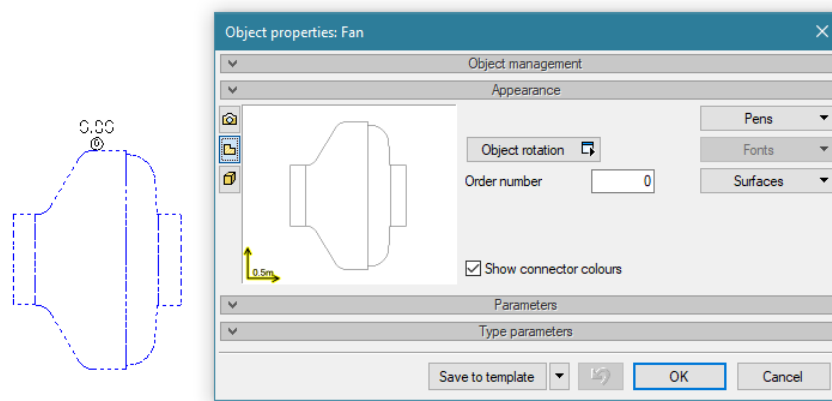 Object properties: Fan
Object management
Appearance
0.00
Pens
Object rotation
Fonts
Order number
0
Surfaces
0.5m
Show connector colours
Parameters
Type parameters
Save to template
OK
Cancel